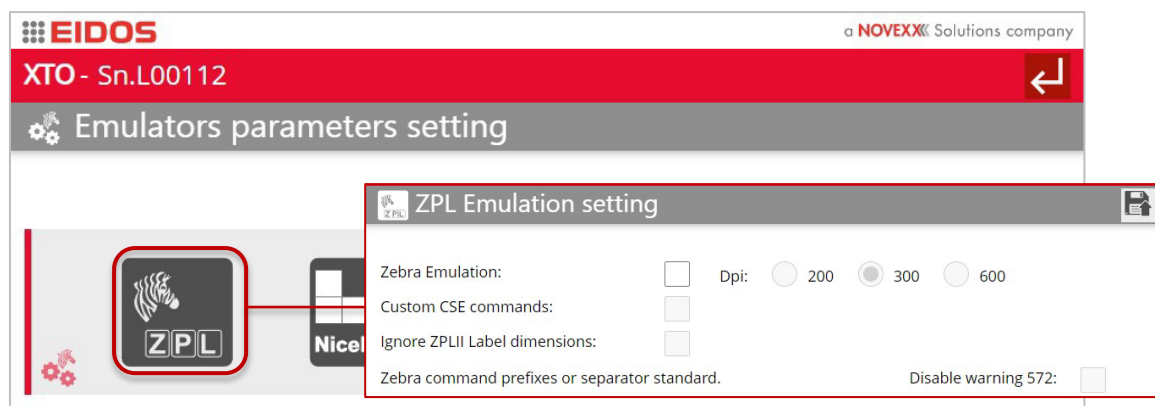 EIDOS
a NOVEXX Solutions company
XTO - Sn.L00112
Emulators parameters setting
ZPL
ZPL Emulation setting
Zebra Emulation: Dpi: 200 300 600
Custom CSE commands:
ZPL
Nicel
Ignore ZPLII Label dimensions:
Zebra command prefixes or separator standard. Disable warning 572: